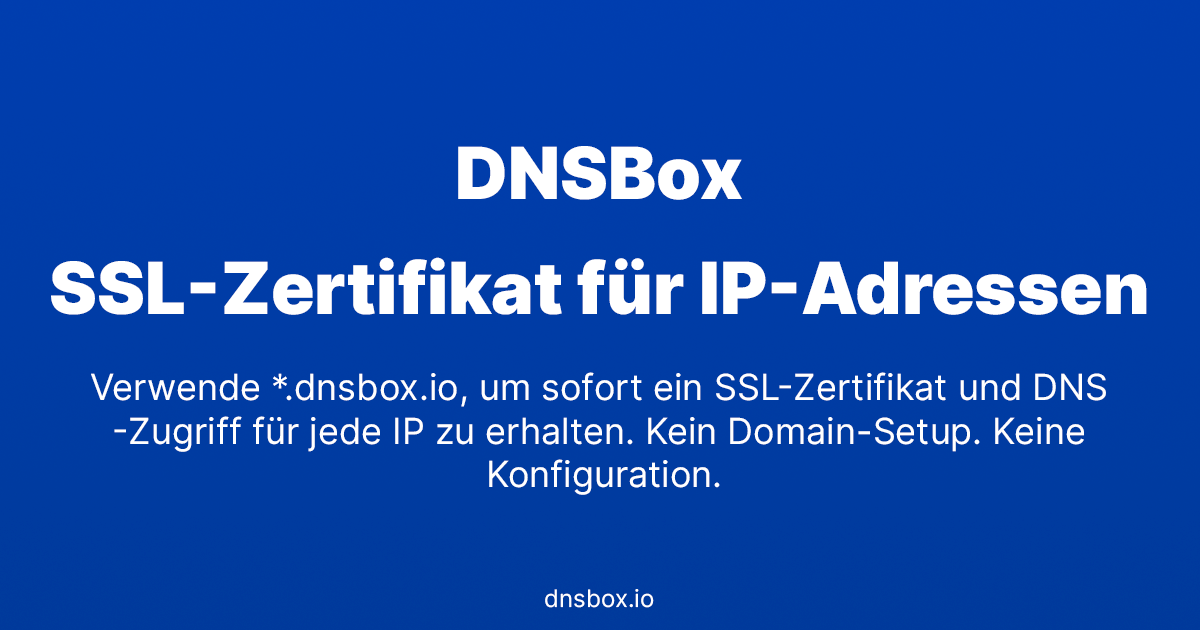 DNSBox
SSL-Zertifikat für IP-Adressen
Verwende *.dnsbox.io, um sofort ein SSL-Zertifikat und DNS
-Zugriff für jede IP zu erhalten. Kein Domain-Setup. Keine
Konfiguration.
dnsbox.io